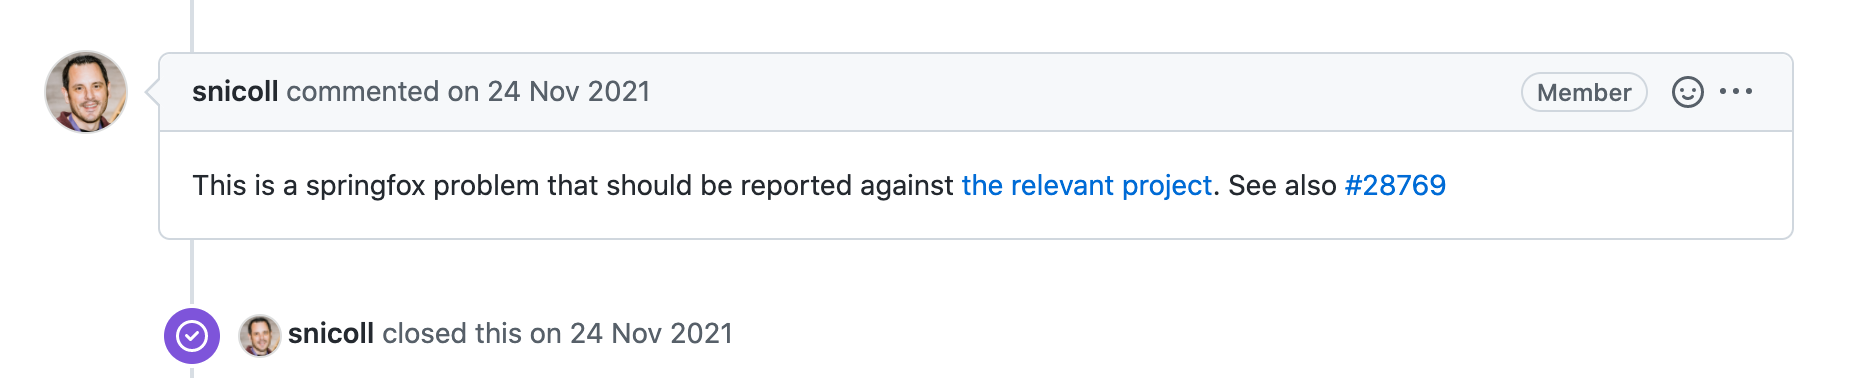 snicoll commented on 24 Nov 2021 Member
This is a springfox problem that should be reported against the relevant project. See also #28769
snicoll closed this on 24 Nov 2021